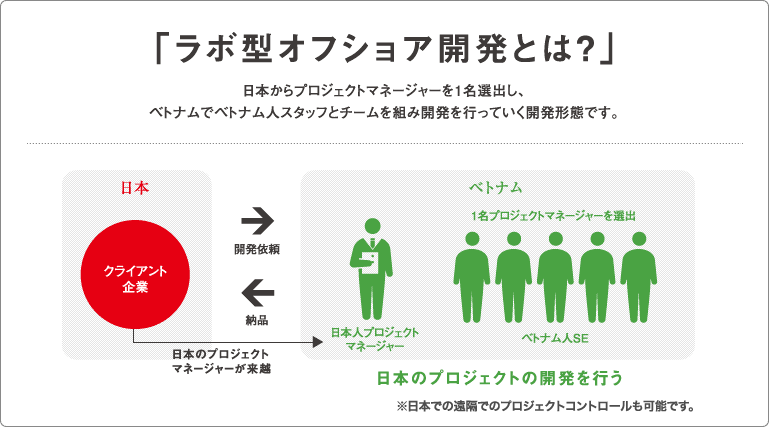 「ラボ型オフショア開発とは?」
日本からプロジェクトマネージャーを1名選出し、
ベトナムでベトナム人スタッフとチームを組み開発を行っていく開発形態です。
日本
ベトナム
クライアント
企業
開発依頼
納品
1名プロジェクトマネージャーを選出
日本人プロジェクト
マネージャー
ベトナム人SE
日本のプロジェクト
マネージャーが来越
日本のプロジェクトの開発を行う
※日本での遠隔でのプロジェクトコントロールも可能です。